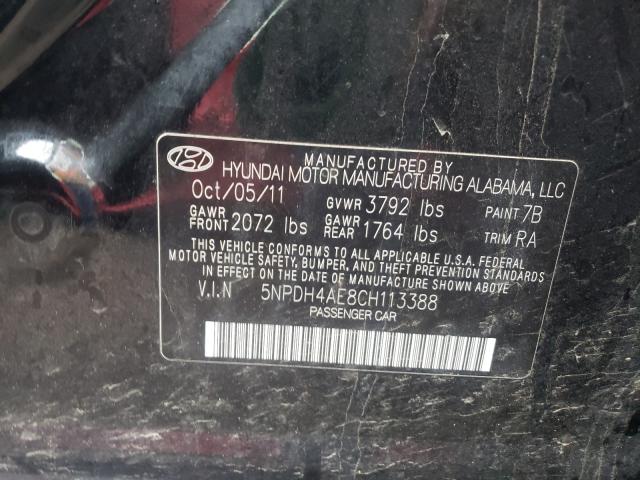 MANUFACTURED BY
HYUNDAI MOTOR MANUFACTURING ALABAMA, LLC
Oct/05/11 GVWR 3792 lbs PAINT 7B
GAWR FRONT 2072 lbs GAWR REAR 1764 lbs TRIM RA
THIS VEHICLE CONFORMS TO ALL APPLICABLE U.S.A. FEDERAL
MOTOR VEHICLE SAFETY, BUMPER, AND THEFT PREVENTION STANDARDS
IN EFFECT ON THE DATE OF MANUFACTURE SHOWN ABOVE.
V.I.N 5NPDH4AE8CH113388
PASSENGER CAR